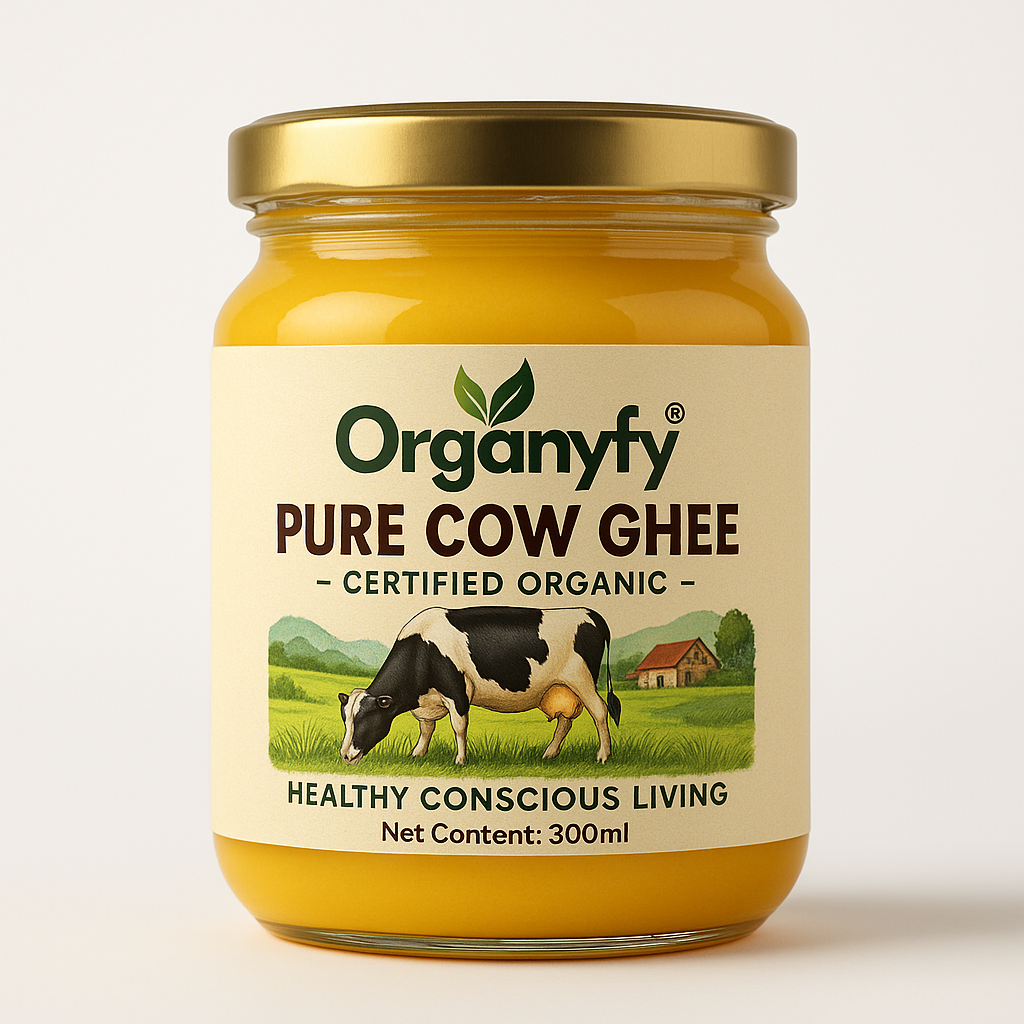 Organyfy®
PURE COW GHEE
– CERTIFIED ORGANIC –
HEALTHY CONSCIOUS LIVING
Net Content: 300ml